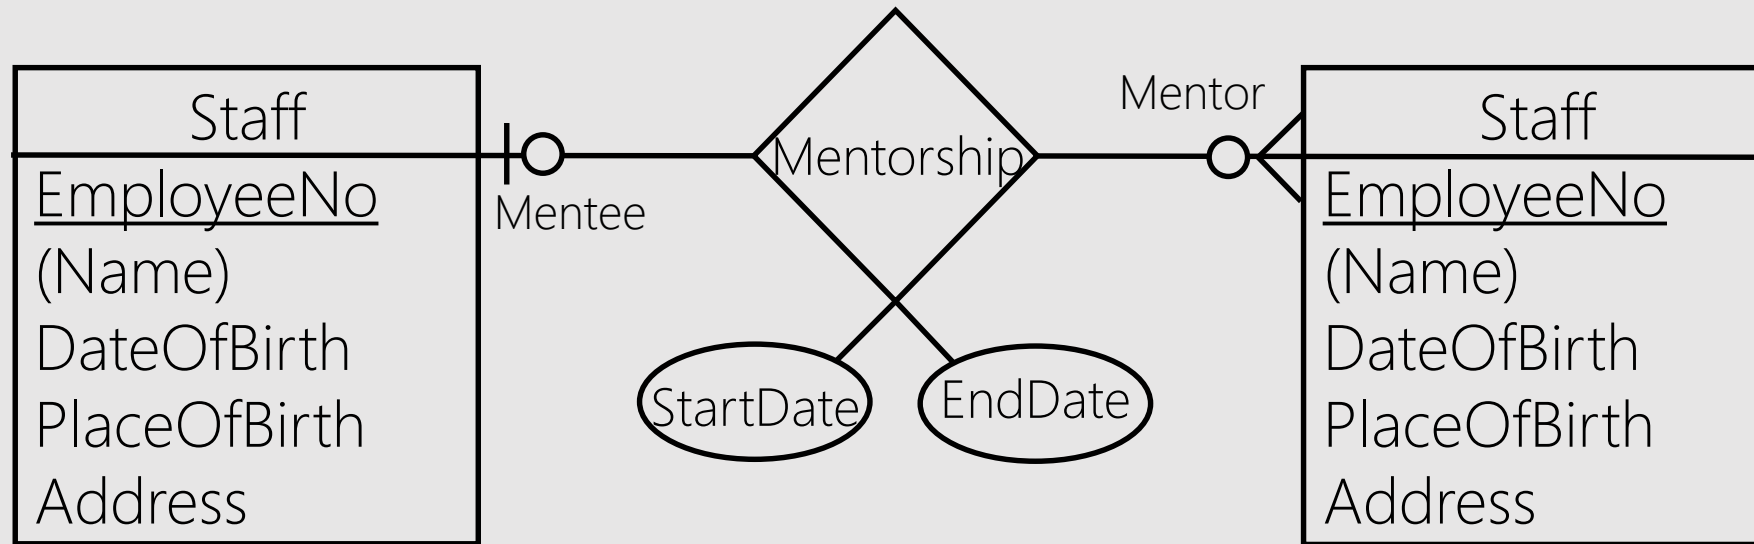 Staff
EmployeeNo
(Name)
DateOfBirth
PlaceOfBirth
Address
Mentee
Mentorship
StartDate
EndDate
Mentor
Staff
EmployeeNo
(Name)
DateOfBirth
PlaceOfBirth
Address